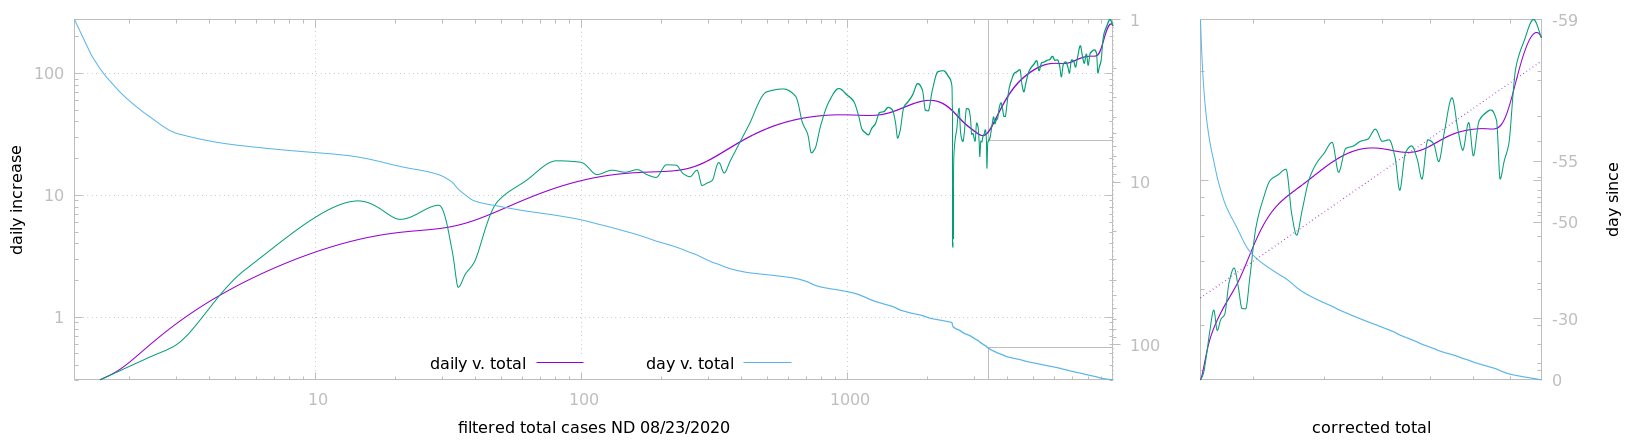 daily increase
100
10
1
daily v. total
day v. total
10
100
1000
filtered total cases ND 08/23/2020
1
10
100
-59
-55
-50
-30
0
day since
corrected total